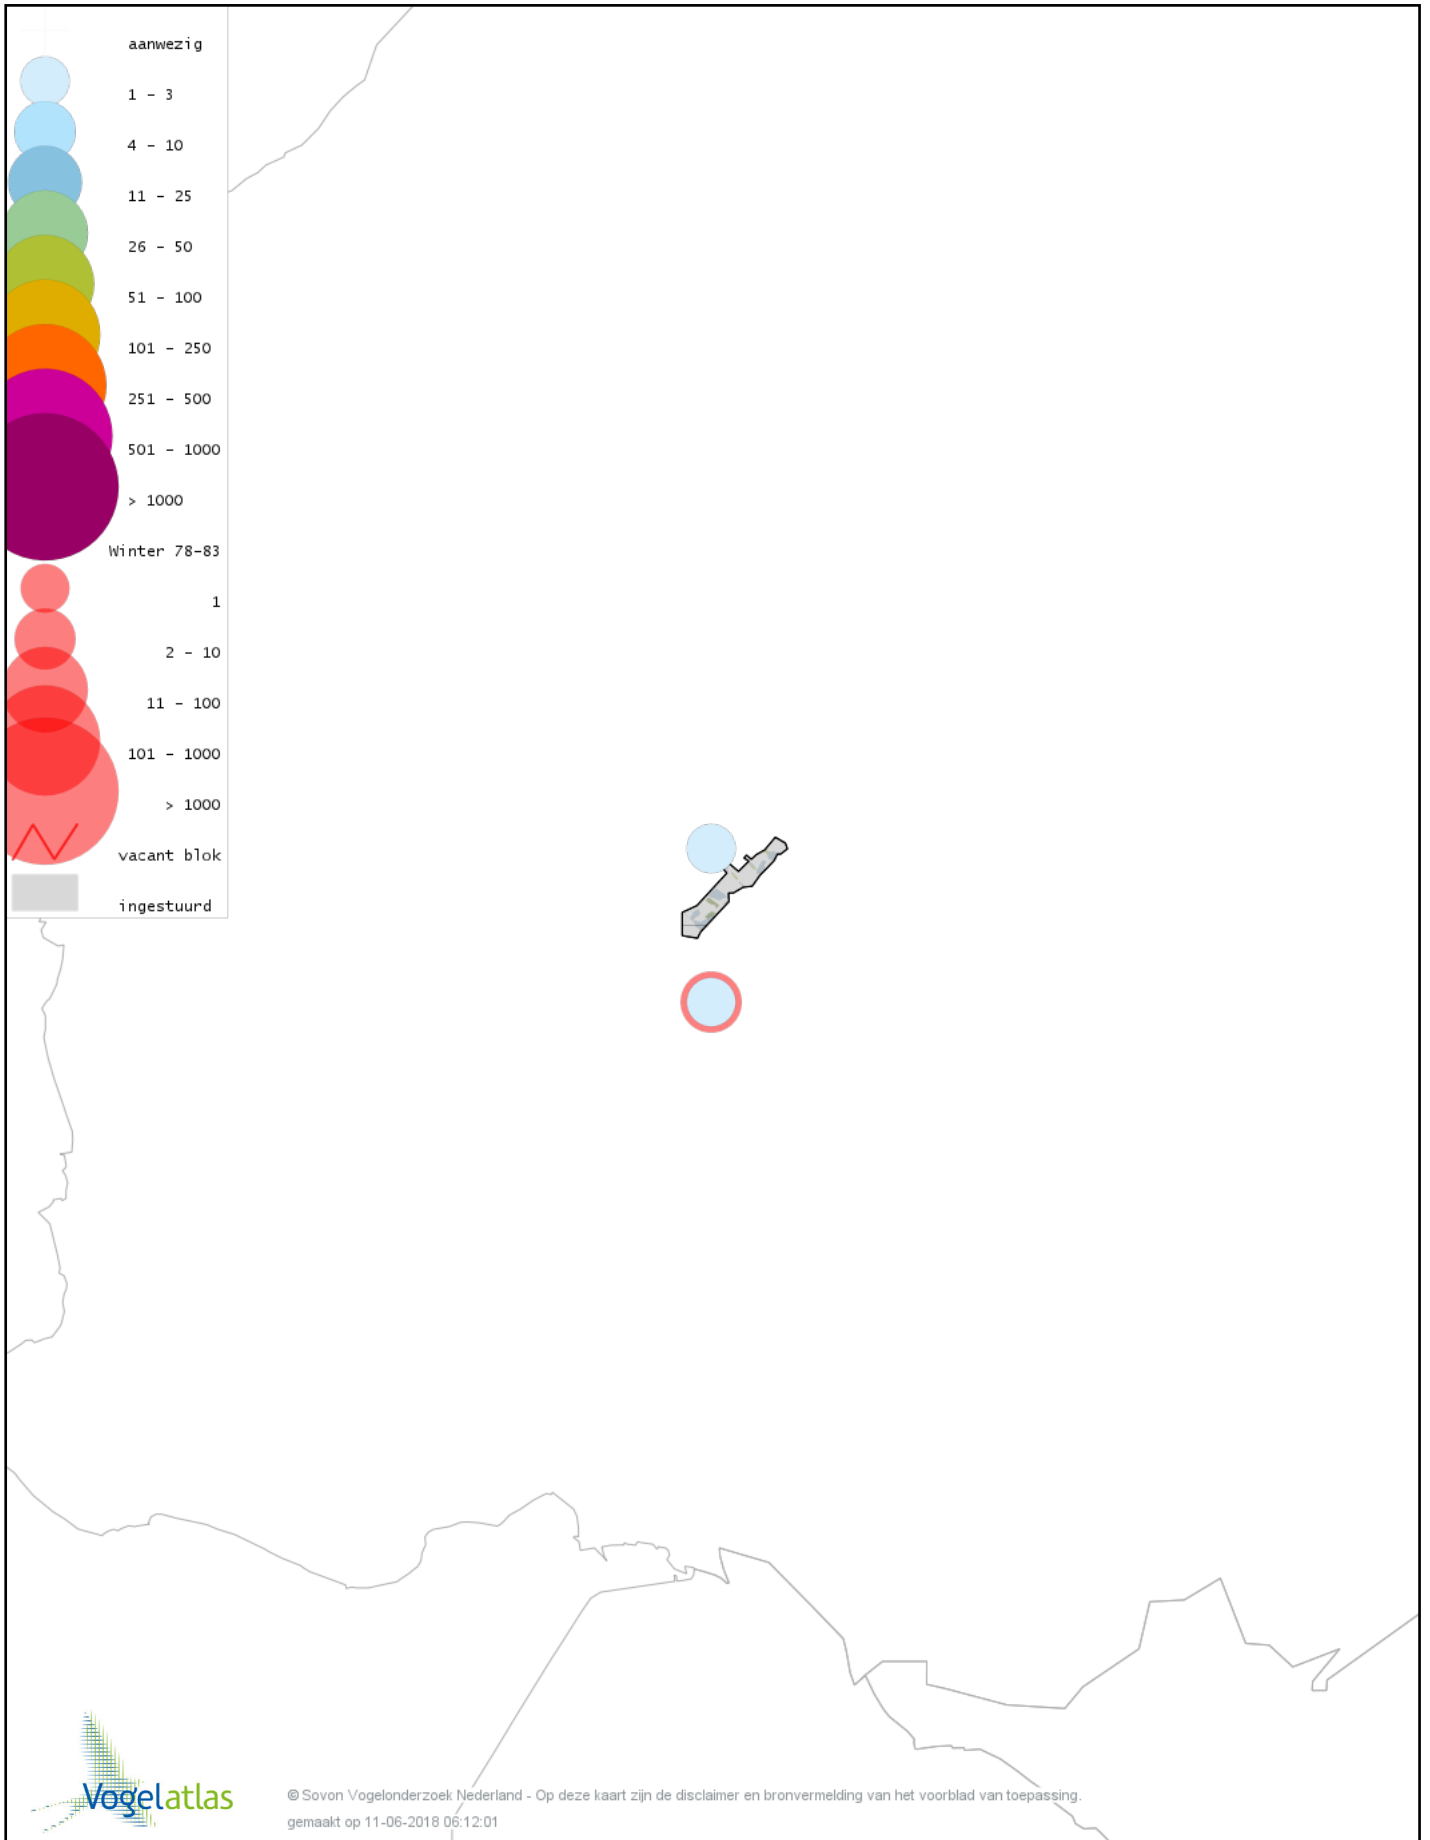 aanwezig
1 - 3
4 - 10
11 - 25
26 - 50
51 - 100
101 - 250
251 - 500
501 - 1000
> 1000
Winter 78-83
1
2 - 10
11 - 100
101 - 1000
> 1000
vacant blok
ingestuurd
Vogelatlas
© Sovon Vogelonderzoek Nederland - Op deze kaart zijn de disclaimer en bronvermelding van het voorblad van toepassing.
gemaakt op 11-06-2018 06:12:01